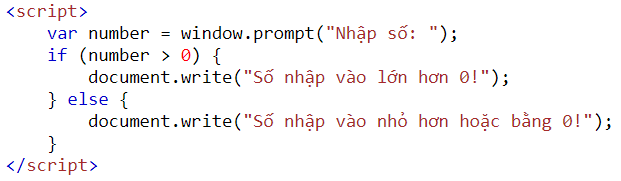 <script>
var number = window.prompt("Nhập số: ");
if (number > 0) {
document.write("Số nhập vào lớn hơn 0!");
} else {
document.write("Số nhập vào nhỏ hơn hoặc bằng 0!");
}
</script>